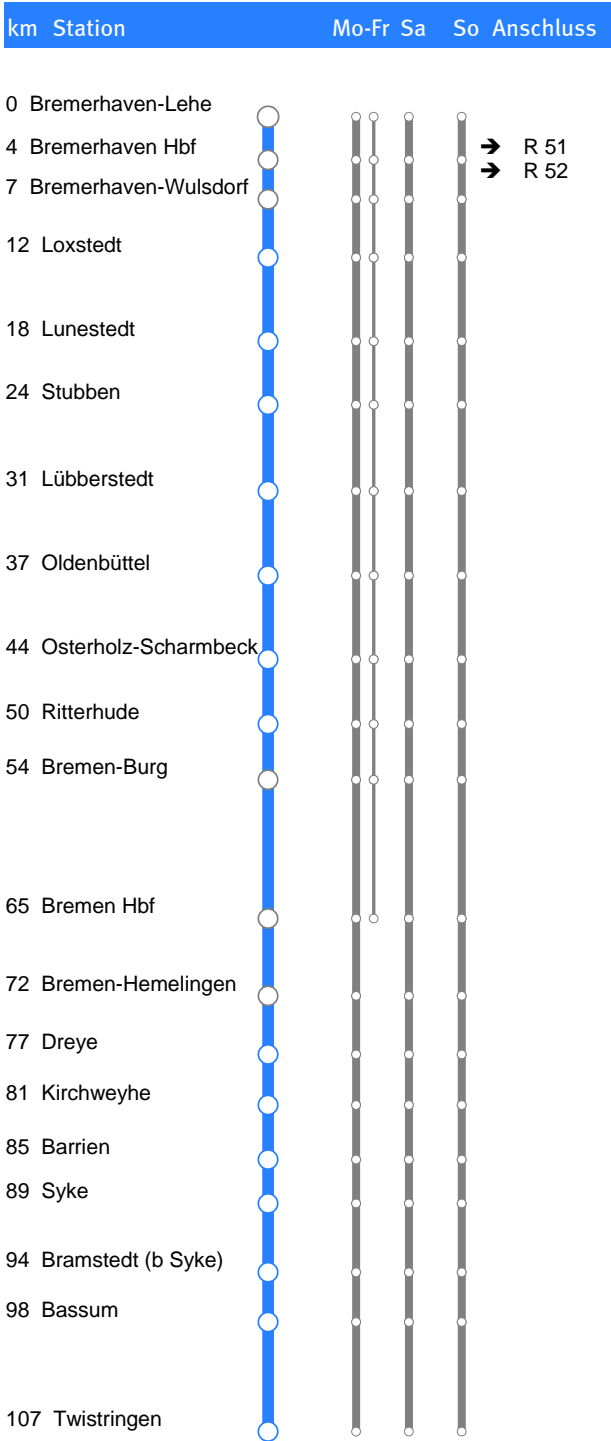 km Station Mo-Fr Sa So Anschluss
0 Bremerhaven-Lehe
4 Bremerhaven Hbf ➔ R 51
➔ R 52
7 Bremerhaven-Wulsdorf
12 Loxstedt
18 Lunestedt
24 Stubben
31 Lübberstedt
37 Oldenbüttel
44 Osterholz-Scharmbeck
50 Ritterhude
54 Bremen-Burg
65 Bremen Hbf
72 Bremen-Hemelingen
77 Dreye
81 Kirchweyhe
85 Barrien
89 Syke
94 Bramstedt (b Syke)
98 Bassum
107 Twistringen